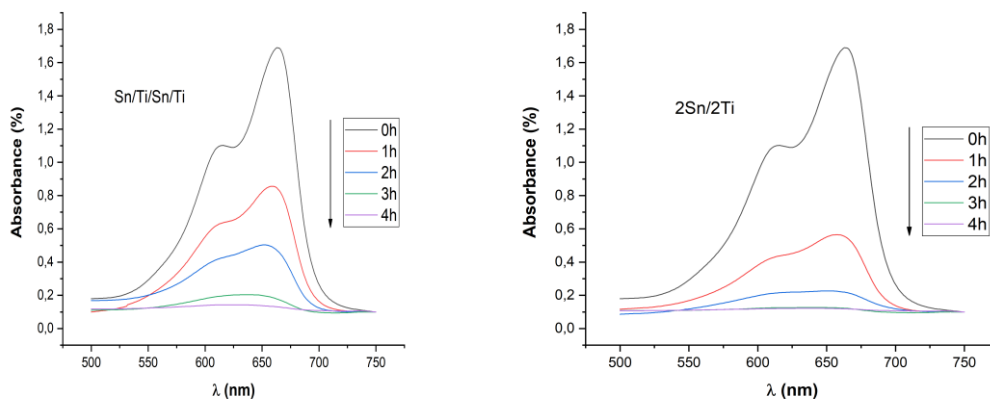 1,8
1,6
1,4
1,2
1,0
0,8
0,6
0,4
0,2
0,0
Absorbance (%)
Sn/Ti/Sn/Ti
0h
1h
2h
3h
4h
500 550 600 650 700 750
λ (nm)
1,8
1,6
1,4
1,2
1,0
0,8
0,6
0,4
0,2
0,0
Absorbance (%)
2Sn/2Ti
0h
1h
2h
3h
4h
500 550 600 650 700 750
λ (nm)